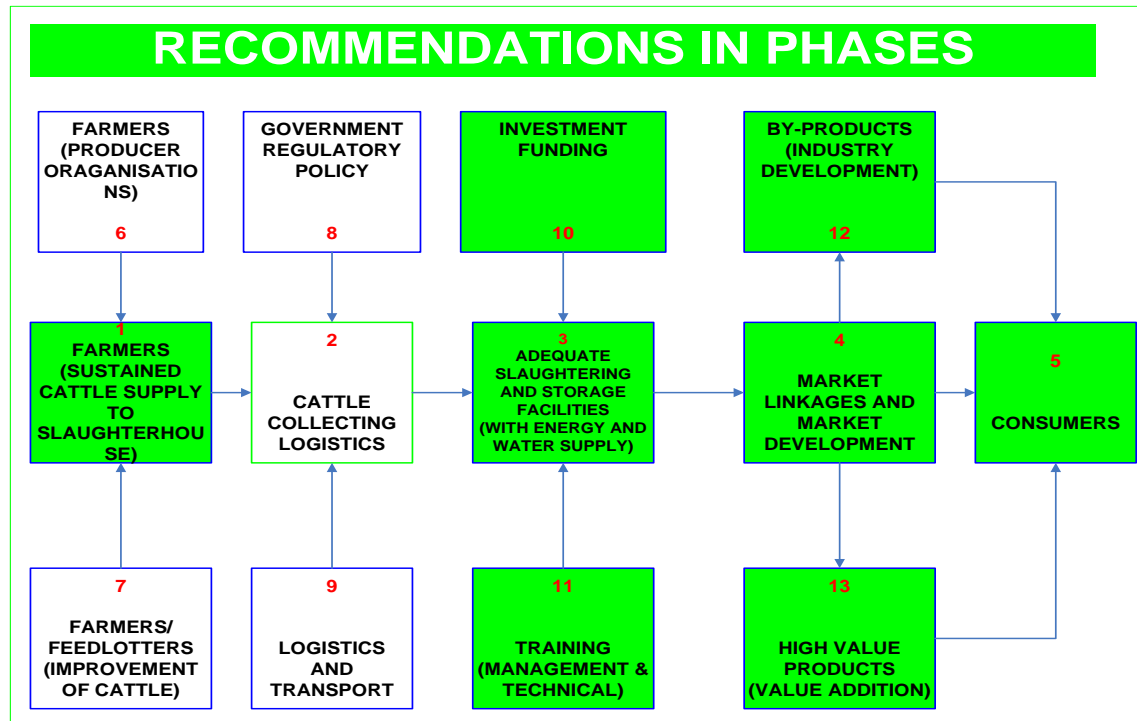 RECOMMENDATIONS IN PHASES
FARMERS
(PRODUCER
ORAGANISATIO
NS)
6
GOVERNMENT
REGULATORY
POLICY
8
INVESTMENT
FUNDING
10
BY-PRODUCTS
(INDUSTRY
DEVELOPMENT)
12
1
FARMERS
(SUSTAINED
CATTLE SUPPLY
TO
SLAUGHTERHOU
SE)
2
CATTLE
COLLECTING
LOGISTICS
3
ADEQUATE
SLAUGHTERING
AND STORAGE
FACILITIES
(WITH ENERGY AND
WATER SUPPLY)
4
MARKET
LINKAGES AND
MARKET
DEVELOPMENT
5
CONSUMERS
7
FARMERS/
FEEDLOTTERS
(IMPROVEMENT
OF CATTLE)
9
LOGISTICS
AND
TRANSPORT
11
TRAINING
(MANAGEMENT &
TECHNICAL)
13
HIGH VALUE
PRODUCTS
(VALUE ADDITION)